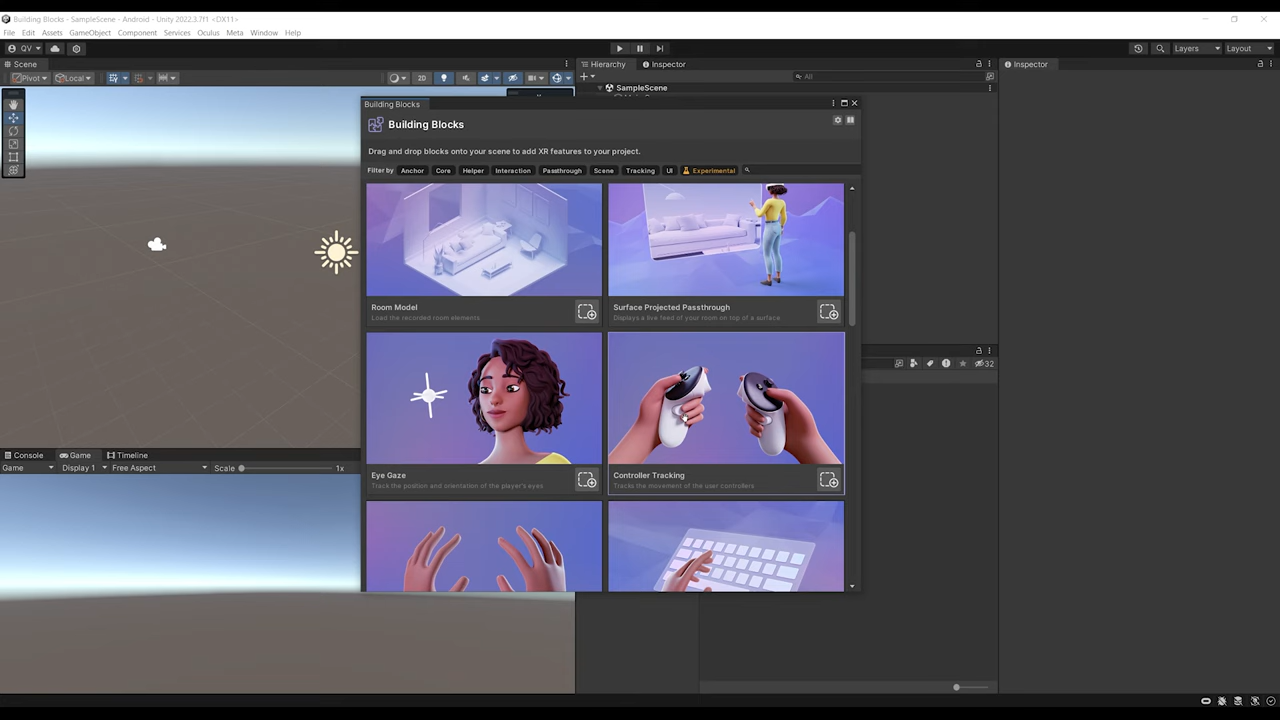 Building Blocks - SampleScene - Android - Unity 2022.3.7f1 <DX11>
File Edit Assets GameObject Component Services Oculus Meta Window Help
QV Layers Layout
Scene Hierarchy Inspector Inspector
Pivot Local 2D All
SampleScene
Building Blocks
Building Blocks
Drag and drop blocks onto your scene to add XR features to your project.
Filter by Anchor Core Helper Interaction Passthrough Scene Tracking UI Experimental
Room Model
Load the recorded room elements
Surface Projected Passthrough
Displays a live feed of your room on top of a surface
32
Eye Gaze
Track the position and orientation of the player's eyes
Controller Tracking
Tracks the movement of the user controllers
Console Game Timeline
Game Display 1 Free Aspect Scale 1x